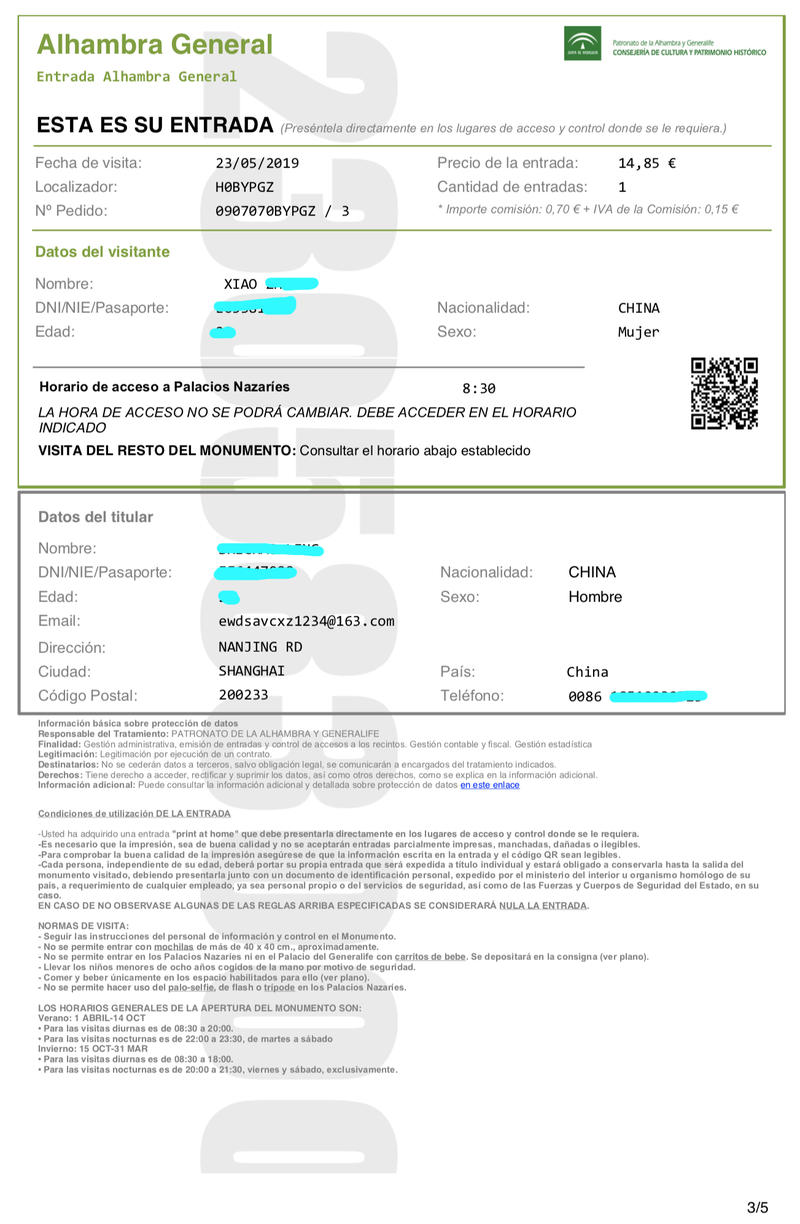 Alhambra General
Entrada Alhambra General
JUNTA DE ANDALUCIA
Patronato de la Alhambra y Generalife
CONSEJERÍA DE CULTURA Y PATRIMONIO HISTÓRICO
ESTA ES SU ENTRADA (Preséntela directamente en los lugares de acceso y control donde se le requiera.)
Fecha de visita: 23/05/2019 Precio de la entrada: 14,85 €
Localizador: H0BYPGZ Cantidad de entradas: 1
Nº Pedido: 0907070BYPGZ / 3 * Importe comisión: 0,70 € + IVA de la Comisión: 0,15 €
Datos del visitante
Nombre: XIAO
DNI/NIE/Pasaporte: Nacionalidad: CHINA
Edad: Sexo: Mujer
Horario de acceso a Palacios Nazaríes 8:30
LA HORA DE ACCESO NO SE PODRÁ CAMBIAR. DEBE ACCEDER EN EL HORARIO
INDICADO
VISITA DEL RESTO DEL MONUMENTO: Consultar el horario abajo establecido
Datos del titular
Nombre:
DNI/NIE/Pasaporte: Nacionalidad: CHINA
Edad: Sexo: Hombre
Email: ewdsavcxz1234@163.com
Dirección: NANJING RD
Ciudad: SHANGHAI País: China
Código Postal: 200233 Teléfono: 0086
Información básica sobre protección de datos
Responsable del Tratamiento: PATRONATO DE LA ALHAMBRA Y GENERALIFE
Finalidad: Gestión administrativa, emisión de entradas y control de accesos a los recintos. Gestión contable y fiscal. Gestión estadística
Legitimación: Legitimación por ejecución de un contrato.
Destinatarios: No se cederán datos a terceros, salvo obligación legal, se comunicarán a encargados del tratamiento indicados.
Derechos: Tiene derecho a acceder, rectificar y suprimir los datos, así como otros derechos, como se explica en la información adicional.
Información adicional: Puede consultar la información adicional y detallada sobre protección de datos en este enlace
Condiciones de utilización DE LA ENTRADA
-Usted ha adquirido una entrada "print at home" que debe presentarla directamente en los lugares de acceso y control donde se le requiera.
-Es necesario que la impresión, sea de buena calidad y no se aceptarán entradas parcialmente impresas, manchadas, dañadas o ilegibles.
-Para comprobar la buena calidad de la impresión asegúrese de que la información escrita en la entrada y el código QR sean legibles.
-Cada persona, independiente de su edad, deberá portar su propia entrada que será expedida a título individual y estará obligado a conservarla hasta la salida del
monumento visitado, debiendo presentarla junto con un documento de identificación personal, expedido por el ministerio del interior u organismo homólogo de su
país, a requerimiento de cualquier empleado, ya sea personal propio o del servicios de seguridad, asi como de las Fuerzas y Cuerpos de Seguridad del Estado, en su
caso.
EN CASO DE NO OBSERVASE ALGUNAS DE LAS REGLAS ARRIBA ESPECIFICADAS SE CONSIDERARÁ NULA LA ENTRADA.
NORMAS DE VISITA:
- Seguir las instrucciones del personal de información y control en el Monumento.
- No se permite entrar con mochilas de más de 40 x 40 cm., aproximadamente.
- No se permite entrar en los Palacios Nazaries ni en el Palacio del Generalife con carritos de bebe. Se depositará en la consigna (ver plano).
- Llevar los niños menores de ocho años cogidos de la mano por motivo de seguridad.
- Comer y beber únicamente en los espacio habilitados para ello (ver plano).
- No se permite hacer uso del palo-selfie, de flash o trípode en los Palacios Nazaries.
LOS HORARIOS GENERALES DE LA APERTURA DEL MONUMENTO SON:
Verano: 1 ABRIL-14 OCT
• Para las visitas diurnas es de 08:30 a 20:00.
• Para las visitas nocturnas es de 22:00 a 23:30, de martes a sábado
Invierno: 15 OCT-31 MAR
• Para las visitas diurnas es de 08:30 a 18:00.
• Para las visitas nocturnas es de 20:00 a 21:30, viernes y sábado, exclusivamente.
3/5